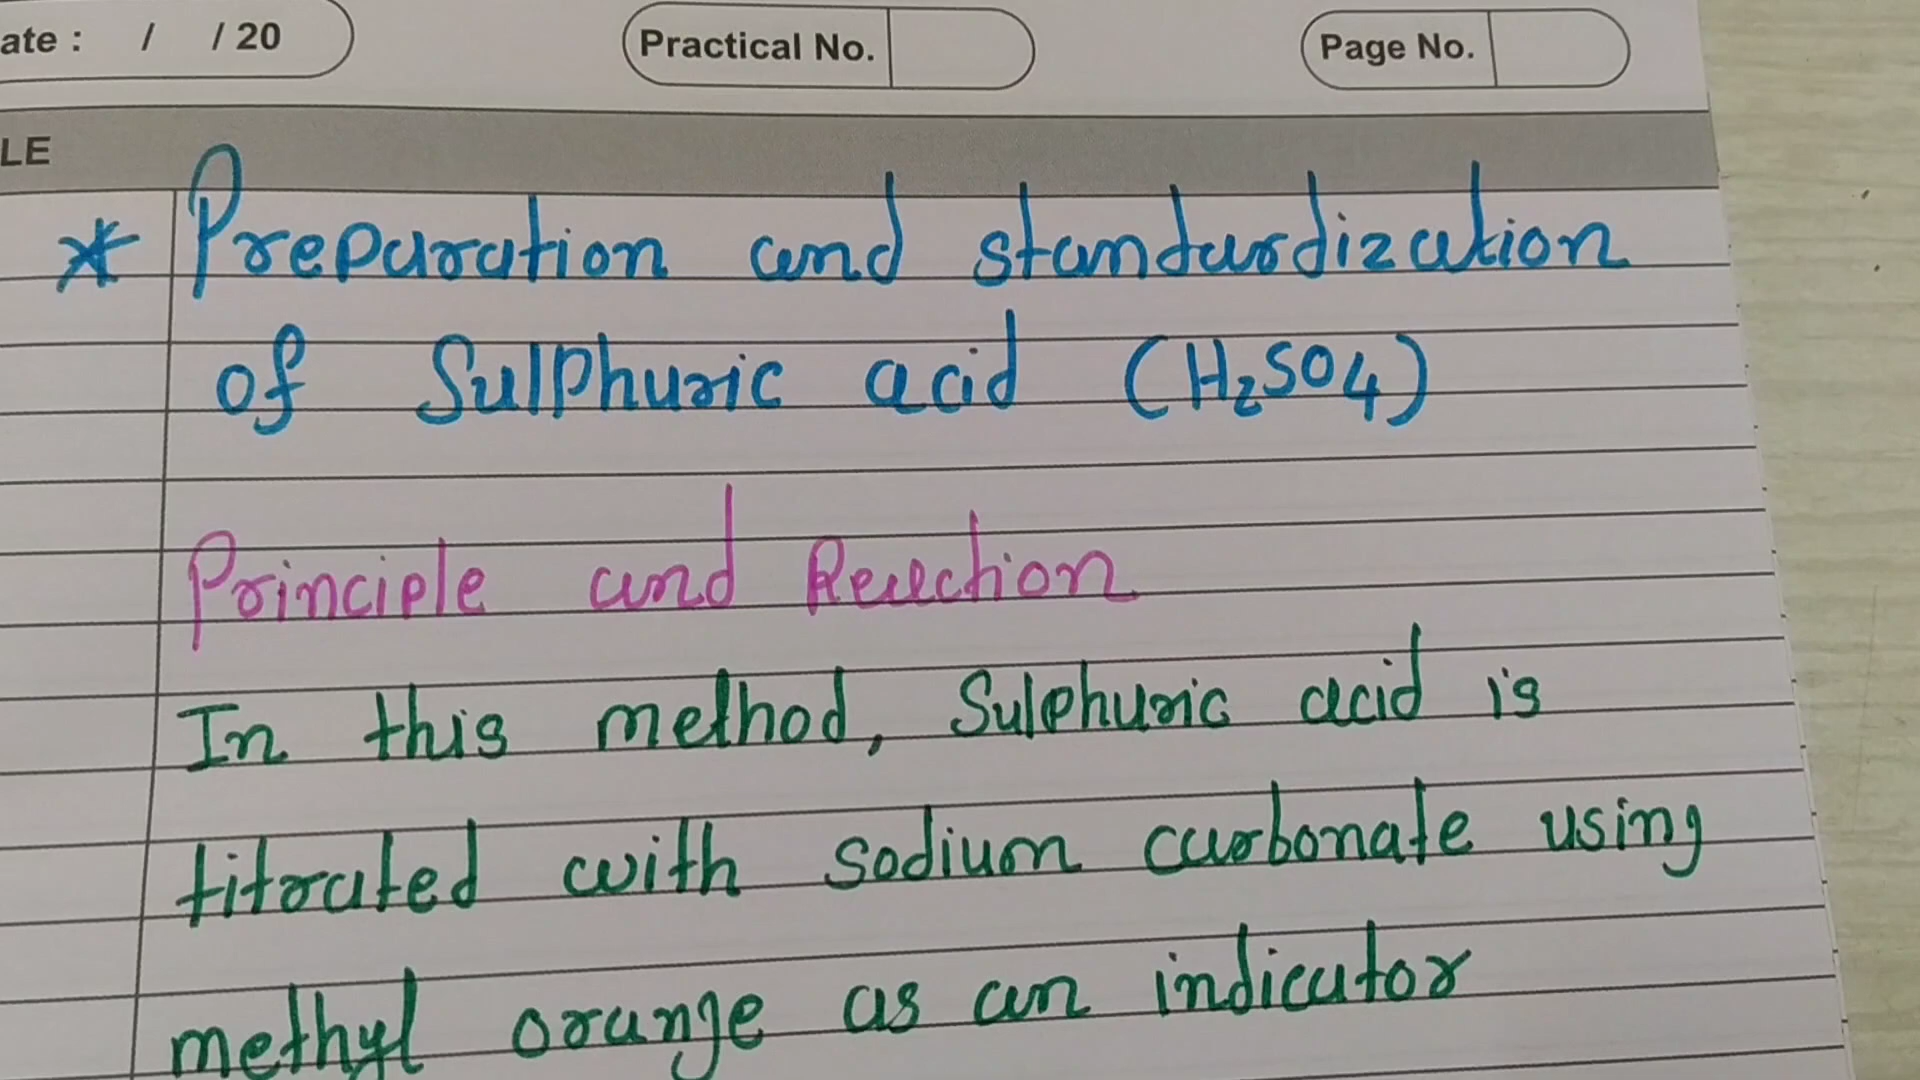 ate : / / 20 Practical No. Page No.
LE
* Preparation and standardization
of Sulphuric acid (H₂SO4)
Principle and Reaction
In this method, Sulphuric acid is
titrated with sodium carbonate using
methyl orange as an indicator